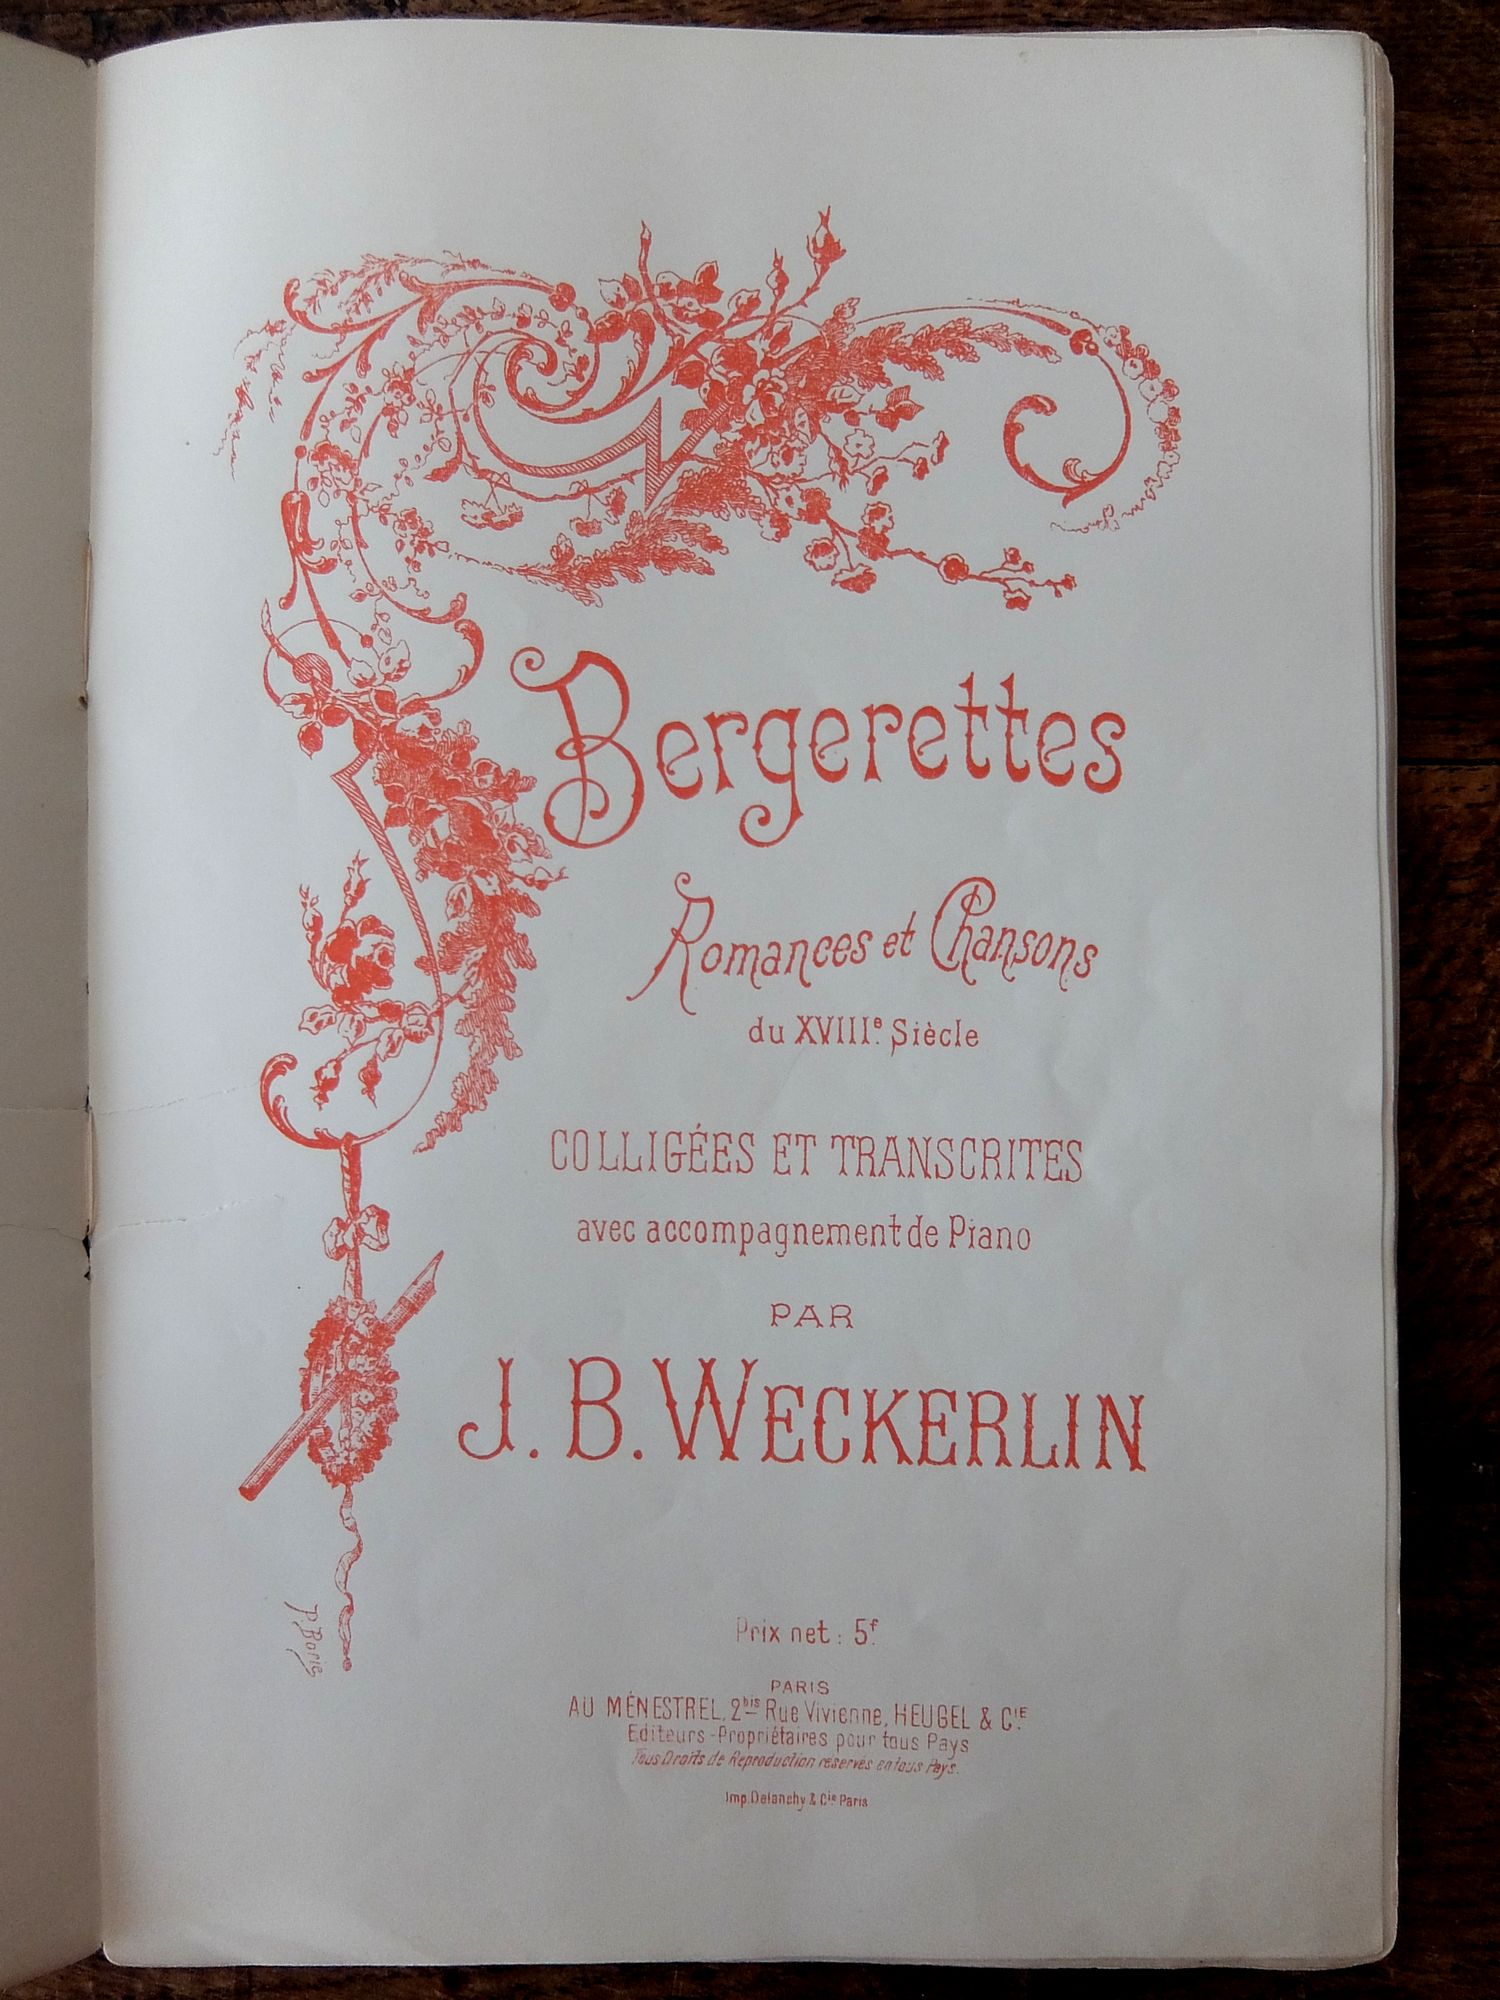 Bergerettes
Romances et Chansons
du XVIIIe. Siècle
COLLIGÉES ET TRANSCRITES
avec accompagnement de Piano
PAR
J. B. WECKERLIN
P. Borie
Prix net : 5f.
PARIS
AU MÉNESTREL, 2bis Rue Vivienne, HEUGEL & CIE.
Editeurs-Propriétaires pour tous Pays
Tous Droits de Reproduction réservés en tous Pays.
Imp. Delanchy & Cie Paris